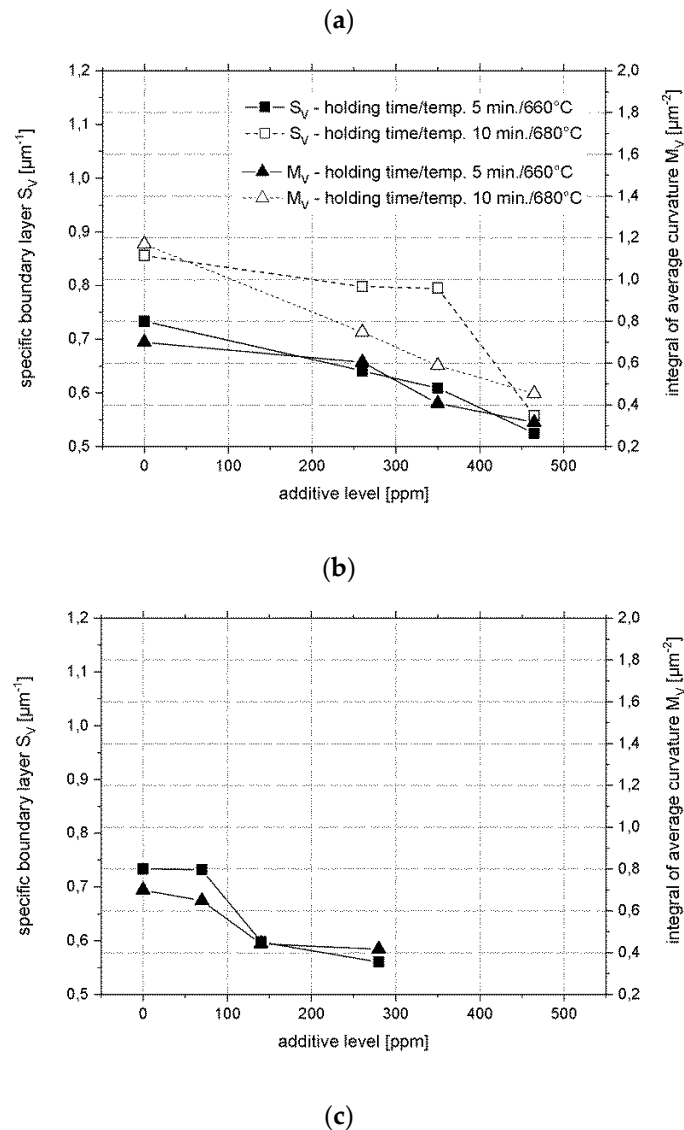 (a)
1,2
1,1
1,0
0,9
0,8
0,7
0,6
0,5
specific boundary layer S_V [µm⁻¹]
S_V - holding time/temp. 5 min./660°C
S_V - holding time/temp. 10 min./680°C
M_V - holding time/temp. 5 min./660°C
M_V - holding time/temp. 10 min./680°C
2,0
1,8
1,6
1,4
1,2
1,0
0,8
0,6
0,4
0,2
integral of average curvature M_V [µm⁻²]
0 100 200 300 400 500
additive level [ppm]
(b)
1,2
1,1
1,0
0,9
0,8
0,7
0,6
0,5
specific boundary layer S_V [µm⁻¹]
2,0
1,8
1,6
1,4
1,2
1,0
0,8
0,6
0,4
0,2
integral of average curvature M_V [µm⁻²]
0 100 200 300 400 500
additive level [ppm]
(c)